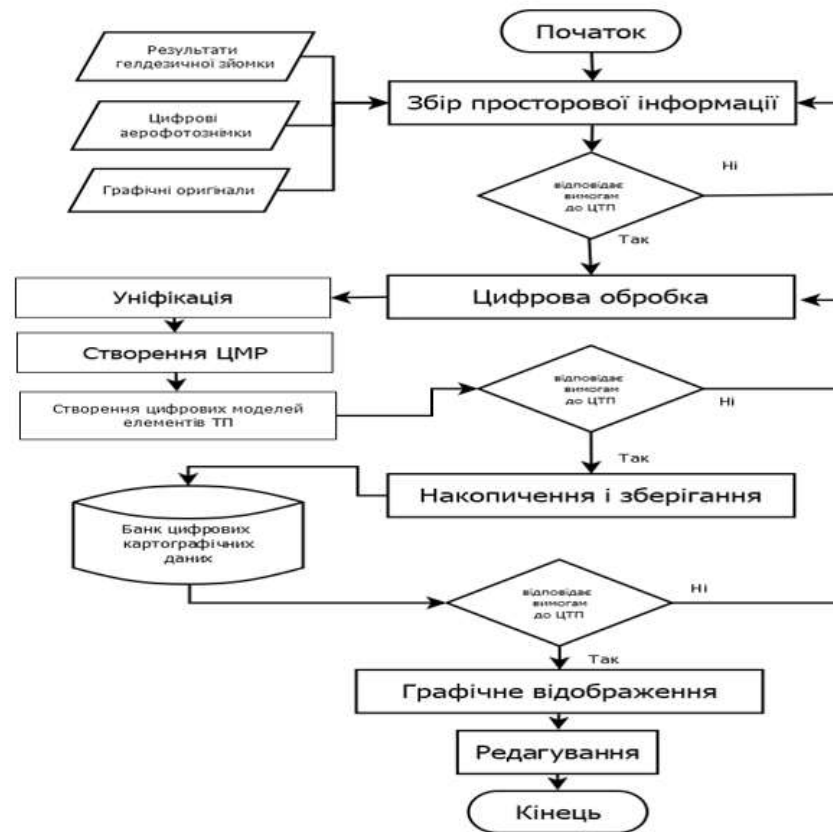 Початок
Результати
гелдезичної зйомки
Цифрові
аерофотознімки
Графічні оригінали
Збір просторової інформації
Ні
відповідає
вимогам
до ЦТП
Так
Уніфікація
Цифрова обробка
Створення ЦМР
Створення цифрових моделей
елементів ТП
відповідає
вимогам
до ЦТП
Ні
Так
Накопичення і зберігання
Банк цифрових
картографічних
даних
відповідає
вимогам
до ЦТП
Ні
Так
Графічне відображення
Редагування
Кінець